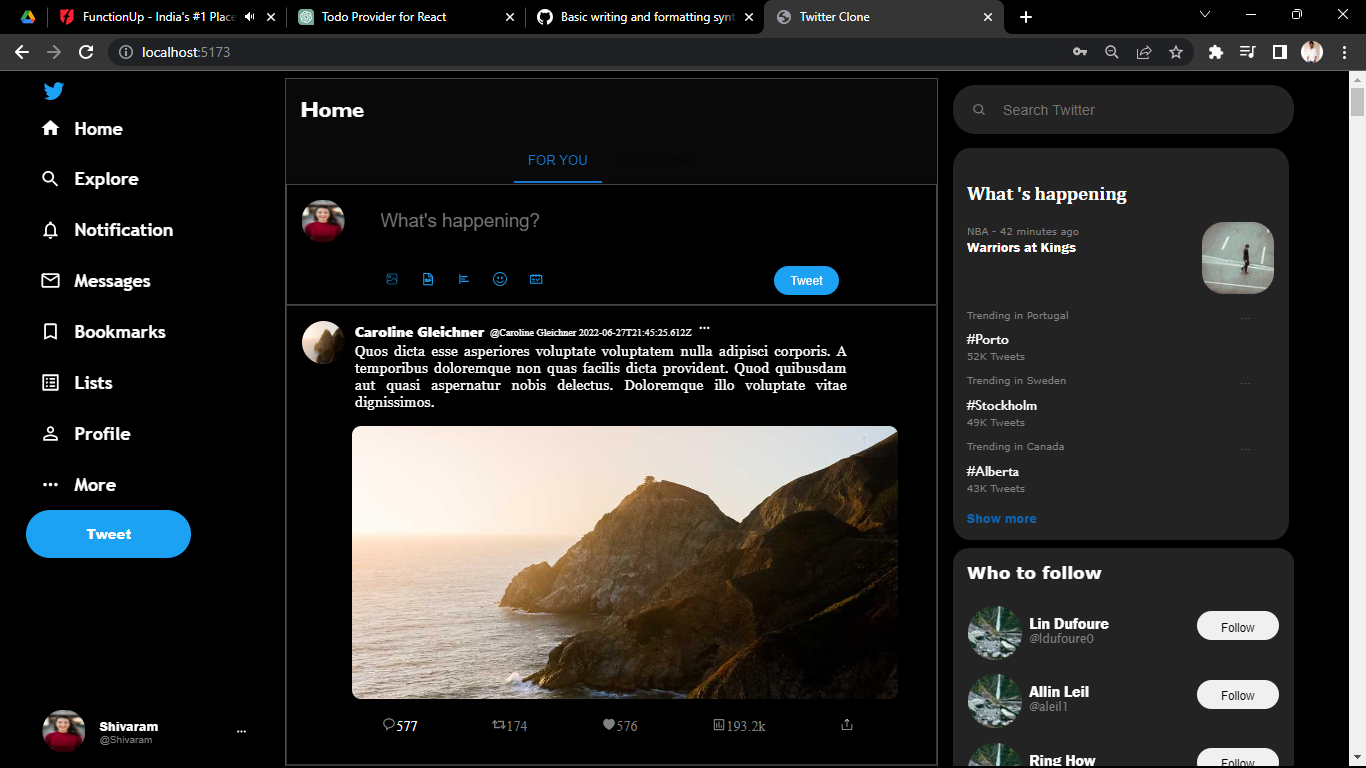 FunctionUp - India's #1 Place
Todo Provider for React
Basic writing and formatting synt
Twitter Clone
localhost:5173
Home
Explore
Notification
Messages
Bookmarks
Lists
Profile
More
Tweet
Shivaram
@Shivaram
Home
FOR YOU
FOLLOWING
What's happening?
Tweet
Caroline Gleichner @Caroline Gleichner 2022-06-27T21:45:25.612Z
Quos dicta esse asperiores voluptate voluptatem nulla adipisci corporis. A
temporibus doloremque non quas facilis dicta provident. Quod quibusdam
aut quasi aspernatur nobis delectus. Doloremque illo voluptate vitae
dignissimos.
577 174 576 193.2k
Search Twitter
What 's happening
NBA - 42 minutes ago
Warriors at Kings
Trending in Portugal ...
#Porto
52K Tweets
Trending in Sweden ...
#Stockholm
49K Tweets
Trending in Canada ...
#Alberta
43K Tweets
Show more
Who to follow
Lin Dufoure
@ldufoure0
Follow
Allin Leil
@aleil1
Follow
Ring How
Follow